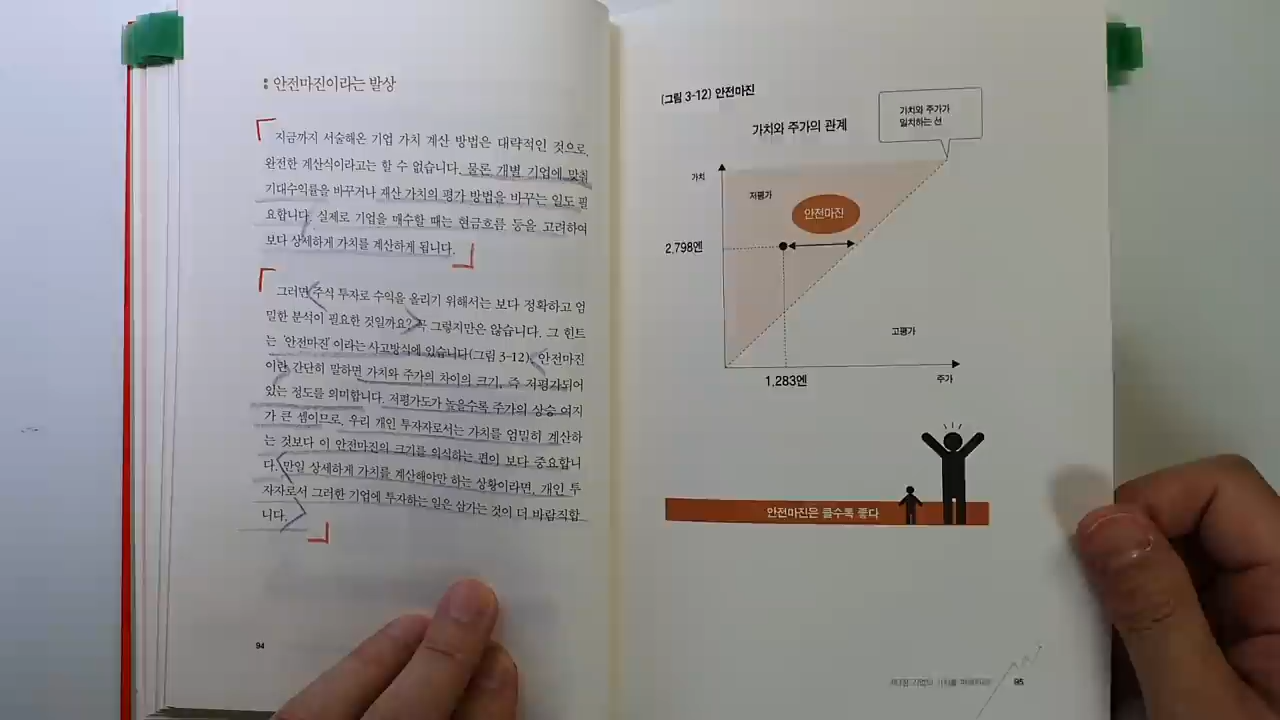 : 안전마진이라는 발상
지금까지 서술해온 기업 가치 계산 방법은 대략적인 것으로,
완전한 계산식이라고는 할 수 없습니다. 물론 개별 기업에 맞춰
기대수익률을 바꾸거나 재산 가치의 평가 방법을 바꾸는 일도 필
요합니다. 실제로 기업을 매수할 때는 현금흐름 등을 고려하여
보다 상세하게 가치를 계산하게 됩니다.
그러면 주식 투자로 수익을 올리기 위해서는 보다 정확하고 엄
밀한 분석이 필요한 것일까요? 꼭 그렇지만은 않습니다. 그 힌트
는 '안전마진'이라는 사고방식에 있습니다(그림 3-12). 안전마진
이란 간단히 말하면 가치와 주가의 차이의 크기, 즉 저평가되어
있는 정도를 의미합니다. 저평가도가 높을수록 주가의 상승 여지
가 큰 셈이므로, 우리 개인 투자자로서는 가치를 엄밀히 계산하
는 것보다 이 안전마진의 크기를 의식하는 편이 보다 중요합니
다. 만일 상세하게 가치를 계산해야만 하는 상황이라면, 개인 투
자자로서 그러한 기업에 투자하는 일은 삼가는 것이 더 바람직합
니다.
94
(그림 3-12) 안전마진
가치와 주가의 관계
가치와 주가가
일치하는 선
가치
저평가
안전마진
2,798엔
고평가
1,283엔
주가
안전마진은 클수록 좋다
기업의 가치를
95